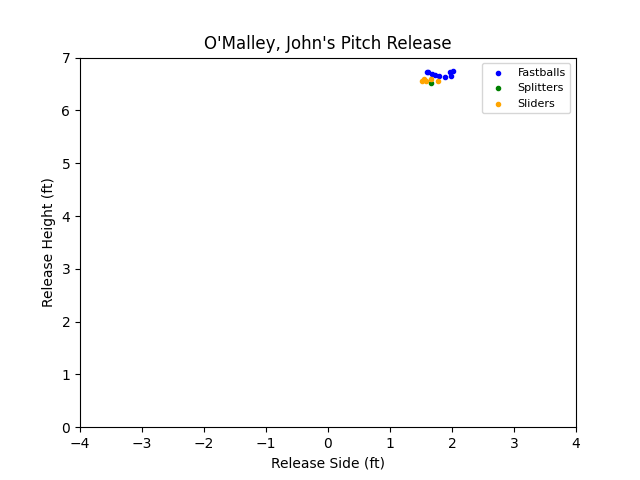 O'Malley, John's Pitch Release
Release Height (ft)
7
6
5
4
3
2
1
0
Fastballs
Splitters
Sliders
−4 −3 −2 −1 0 1 2 3 4
Release Side (ft)